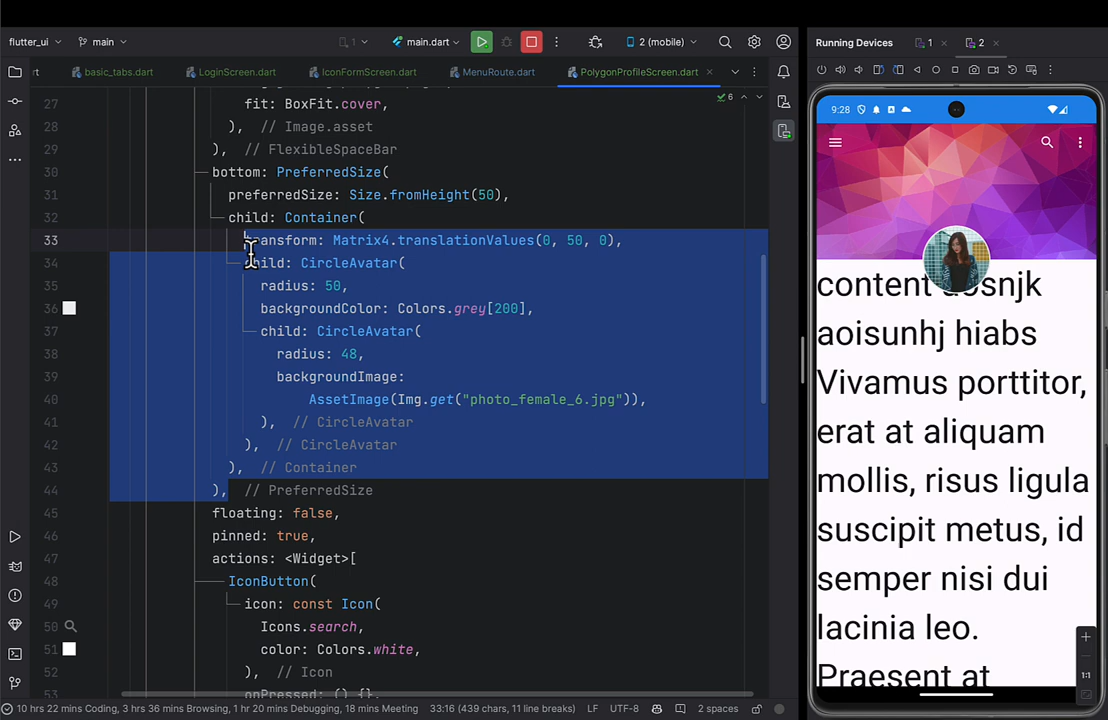 flutter_ui
main
1
main.dart
2 (mobile)
Running Devices
1
2
rt
basic_tabs.dart
LoginScreen.dart
IconFormScreen.dart
MenuRoute.dart
PolygonProfileScreen.dart
6
27 fit: BoxFit.cover,
28 ), // Image.asset
29 ), // FlexibleSpaceBar
30 bottom: PreferredSize(
31 preferredSize: Size.fromHeight(50),
32 child: Container(
33 transform: Matrix4.translationValues(0, 50, 0),
34 child: CircleAvatar(
35 radius: 50,
36 backgroundColor: Colors.grey[200],
37 child: CircleAvatar(
38 radius: 48,
39 backgroundImage:
40 AssetImage(Img.get("photo_female_6.jpg")),
41 ), // CircleAvatar
42 ), // CircleAvatar
43 ), // Container
44 ), // PreferredSize
45 floating: false,
46 pinned: true,
47 actions: <Widget>[
48 IconButton(
49 icon: const Icon(
50 Icons.search,
51 color: Colors.white,
52 ), // Icon
53 onPressed: () {},
10 hrs 22 mins Coding, 3 hrs 36 mins Browsing, 1 hr 20 mins Debugging, 18 mins Meeting
33:16 (439 chars, 11 line breaks)
LF
UTF-8
2 spaces
9:28
content
aoisunhj hiabs
Vivamus porttitor,
erat at aliquam
mollis, risus ligula
suscipit metus, id
semper nisi dui
lacinia leo.
Praesent at
1:1